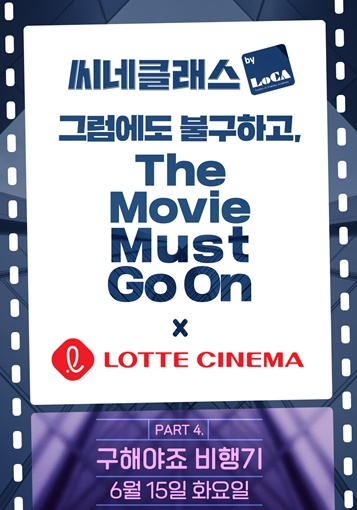 씨네클래스
by
LOCA
그럼에도 불구하고,
The
Movie
Must
Go On
x
LOTTE CINEMA
PART 4.
구해야죠 비행기
6월 15일 화요일